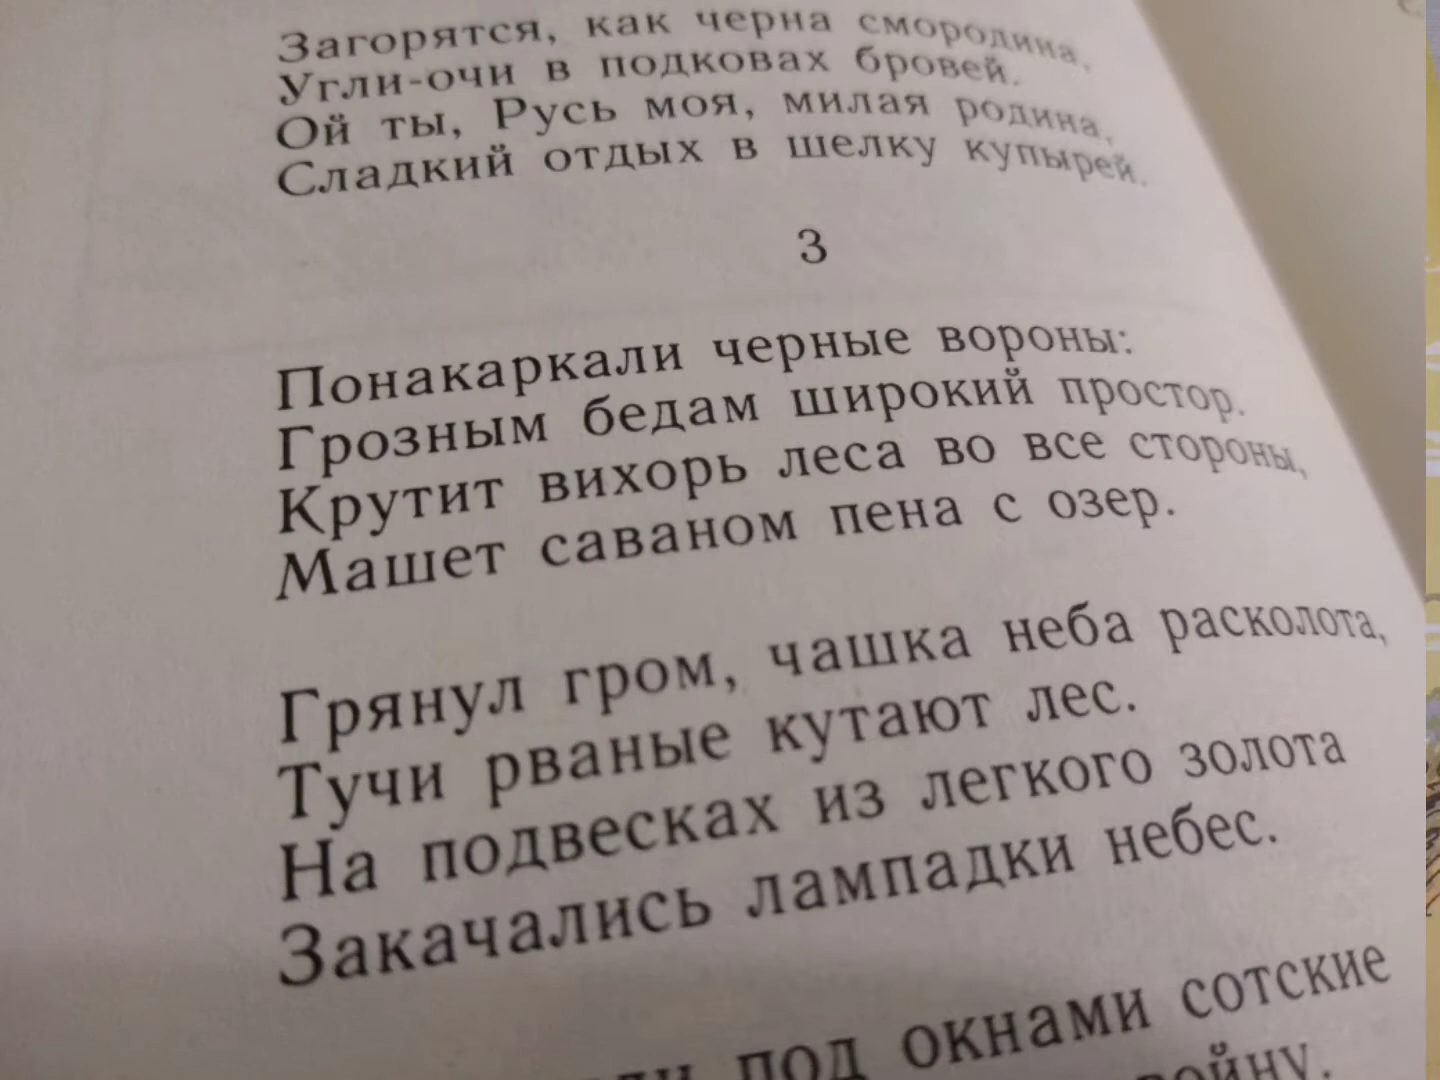 Загорятся, как черна смородина,
Угли-очи в подковах бровей.
Ой ты, Русь моя, милая родина,
Сладкий отдых в шелку купырей.
3
Понакаркали черные вороны:
Грозным бедам широкий простор.
Крутит вихорь леса во все стороны,
Машет саваном пена с озер.
Грянул гром, чашка неба расколота,
Тучи рваные кутают лес.
На подвесках из легкого золота
Закачались лампадки небес.
под окнами сотские
войну.